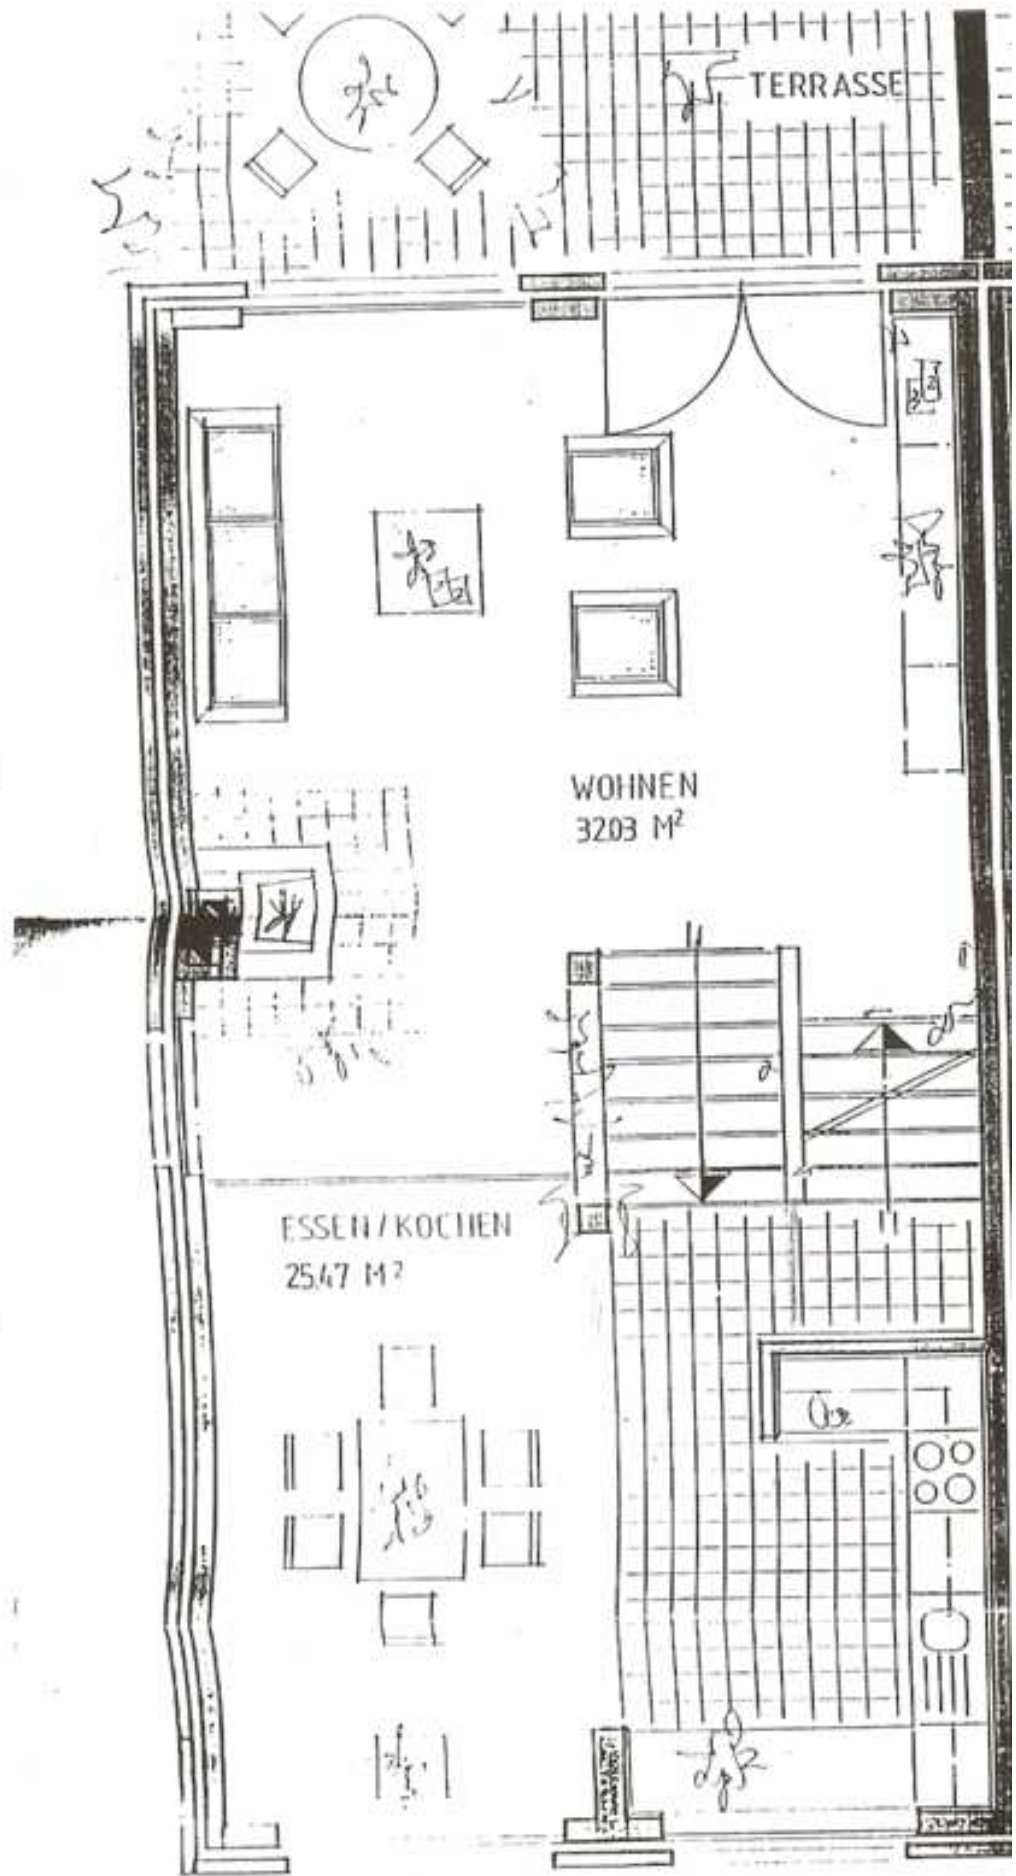 TERRASSE
WOHNEN
32.03 M²
ESSEN / KOCHEN
25.47 M²